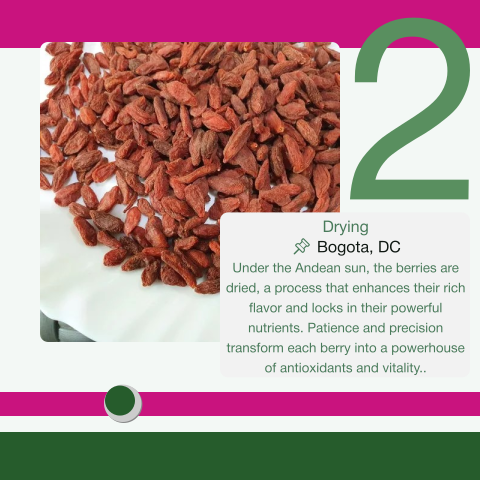 2
Drying
Bogota, DC
Under the Andean sun, the berries are
dried, a process that enhances their rich
flavor and locks in their powerful
nutrients. Patience and precision
transform each berry into a powerhouse
of antioxidants and vitality..